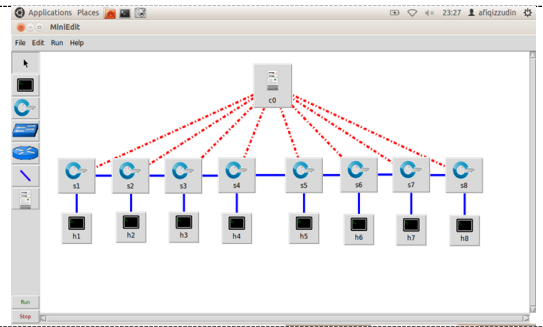 Applications Places 23:27 afiqizzudin
MiniEdit
File Edit Run Help
c0
s1 s2 s3 s4 s5 s6 s7 s8
h1 h2 h3 h4 h5 h6 h7 h8
Run
Stop